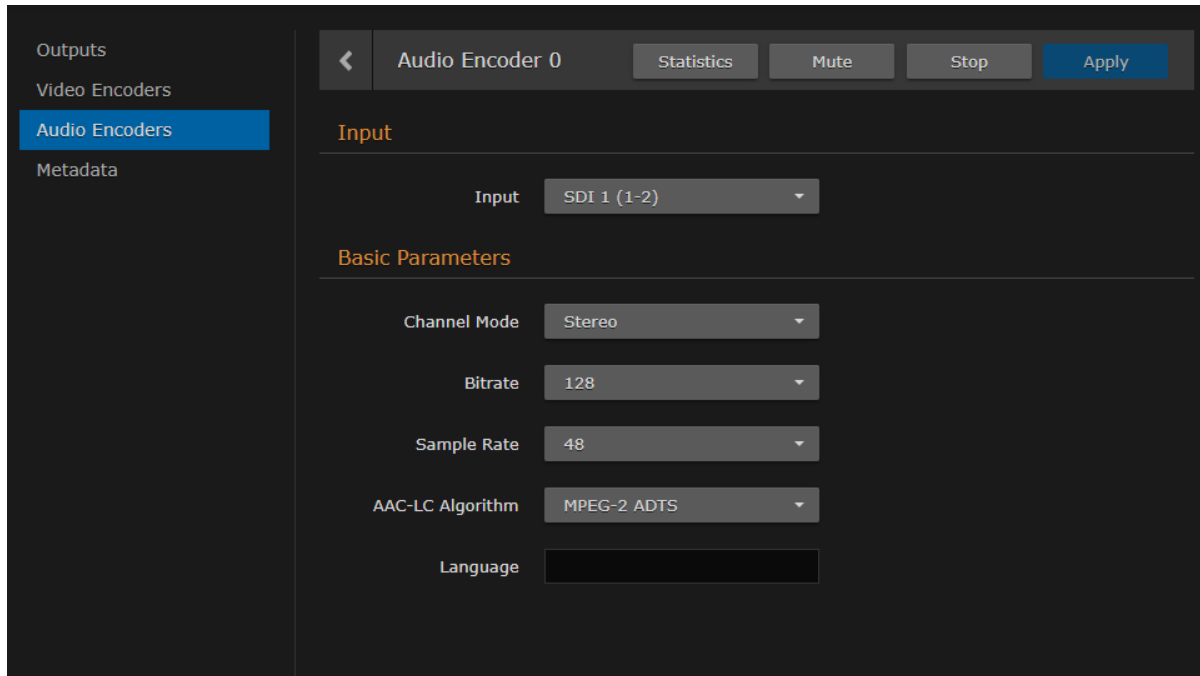 Outputs
Video Encoders
Audio Encoders
Metadata
Audio Encoder 0 Statistics Mute Stop Apply
Input
Input SDI 1 (1-2)
Basic Parameters
Channel Mode Stereo
Bitrate 128
Sample Rate 48
AAC-LC Algorithm MPEG-2 ADTS
Language